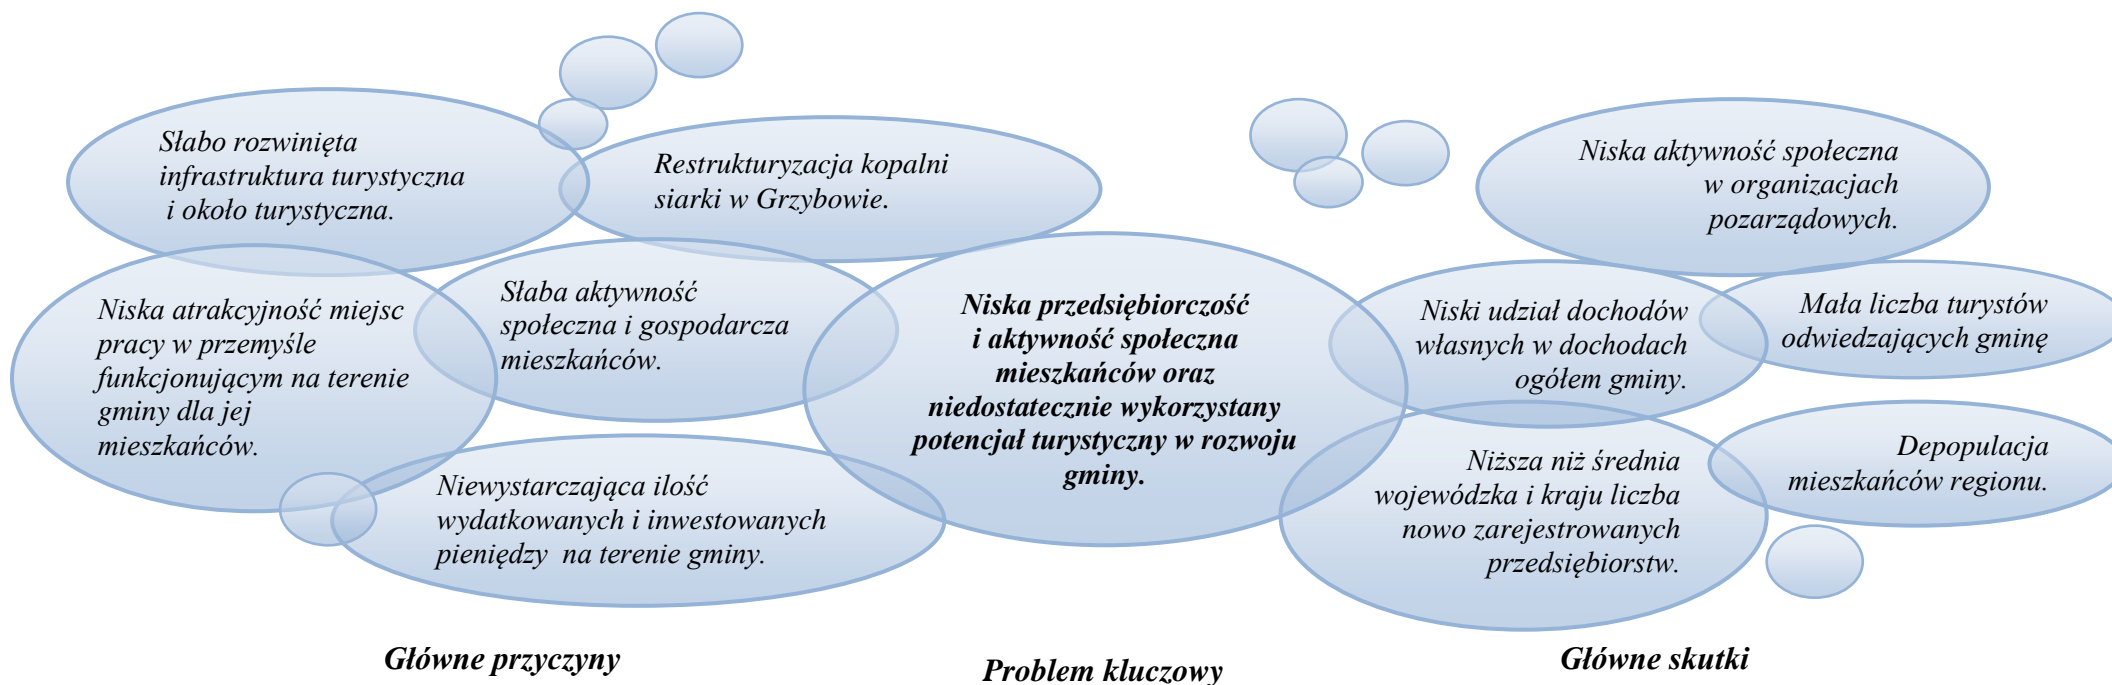 Słabo rozwinięta
infrastruktura turystyczna
i około turystyczna.
Restrukturyzacja kopalni
siarki w Grzybowie.
Niska atrakcyjność miejsc
pracy w przemyśle
funkcjonującym na terenie
gminy dla jej
mieszkańców.
Słaba aktywność
społeczna i gospodarcza
mieszkańców.
Niewystarczająca ilość
wydatkowanych i inwestowanych
pieniędzy na terenie gminy.
Niska przedsiębiorczość
i aktywność społeczna
mieszkańców oraz
niedostatecznie wykorzystany
potencjał turystyczny w rozwoju
gminy.
Niska aktywność społeczna
w organizacjach
pozarządowych.
Niski udział dochodów
własnych w dochodach
ogółem gminy.
Mała liczba turystów
odwiedzających gminę
Niższa niż średnia
wojewódzka i kraju liczba
nowo zarejestrowanych
przedsiębiorstw.
Depopulacja
mieszkańców regionu.
Główne przyczyny
Problem kluczowy
Główne skutki